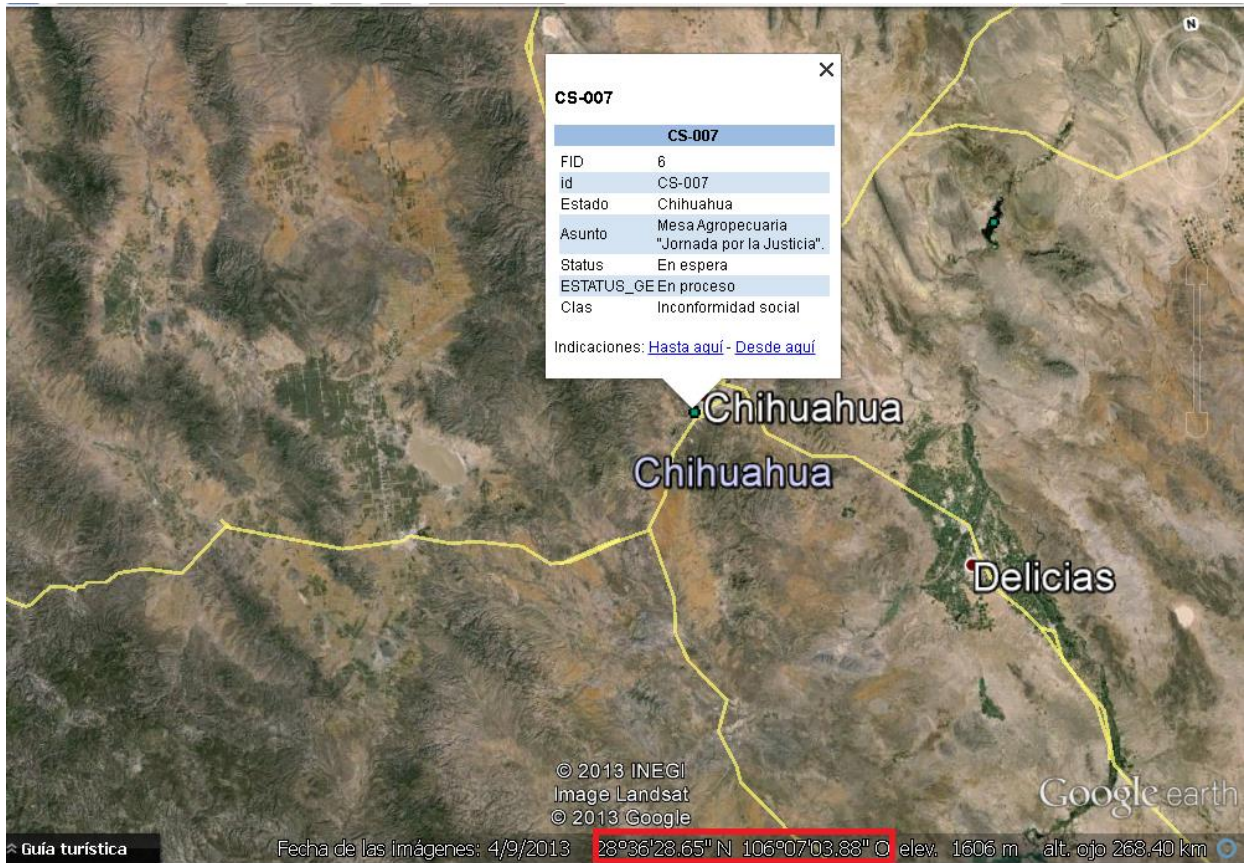 N
CS-007
CS-007
FID 6
id CS-007
Estado Chihuahua
Asunto Mesa Agropecuaria
"Jornada por la Justicia".
Status En espera
ESTATUS_GE En proceso
Clas Inconformidad social
Indicaciones: Hasta aquí - Desde aquí
Chihuahua
Chihuahua
Delicias
© 2013 INEGI
Image Landsat
© 2013 Google
Google earth
Guía turística
Fecha de las imágenes: 4/9/2013 28°36'28.65" N 106°07'03.88" O elev. 1606 m alt. ojo 268.40 km